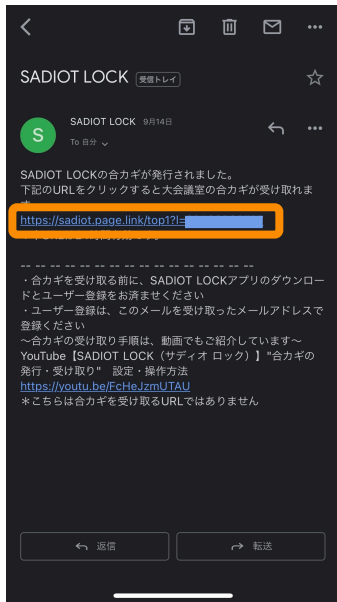 SADIOT LOCK 受信トレイ
S
SADIOT LOCK 9月14日
To 自分
SADIOT LOCKの合カギが発行されました。
下記のURLをクリックすると大会議室の合カギが受け取れま
https://sadiot.page.link/top1?l=
-- -- -- -- -- -- -- -- -- -- -- -- -- --
・合カギを受け取る前に、SADIOT LOCKアプリのダウンロー
ドとユーザー登録をお済ませください
・ユーザー登録は、このメールを受け取ったメールアドレスで
登録ください
〜合カギの受け取り手順は、動画でもご紹介しています〜
YouTube【SADIOT LOCK（サディオ ロック）】"合カギの
発行・受け取り" 設定・操作方法
https://youtu.be/FcHeJzmUTAU
＊こちらは合カギを受け取るURLではありません
返信
転送